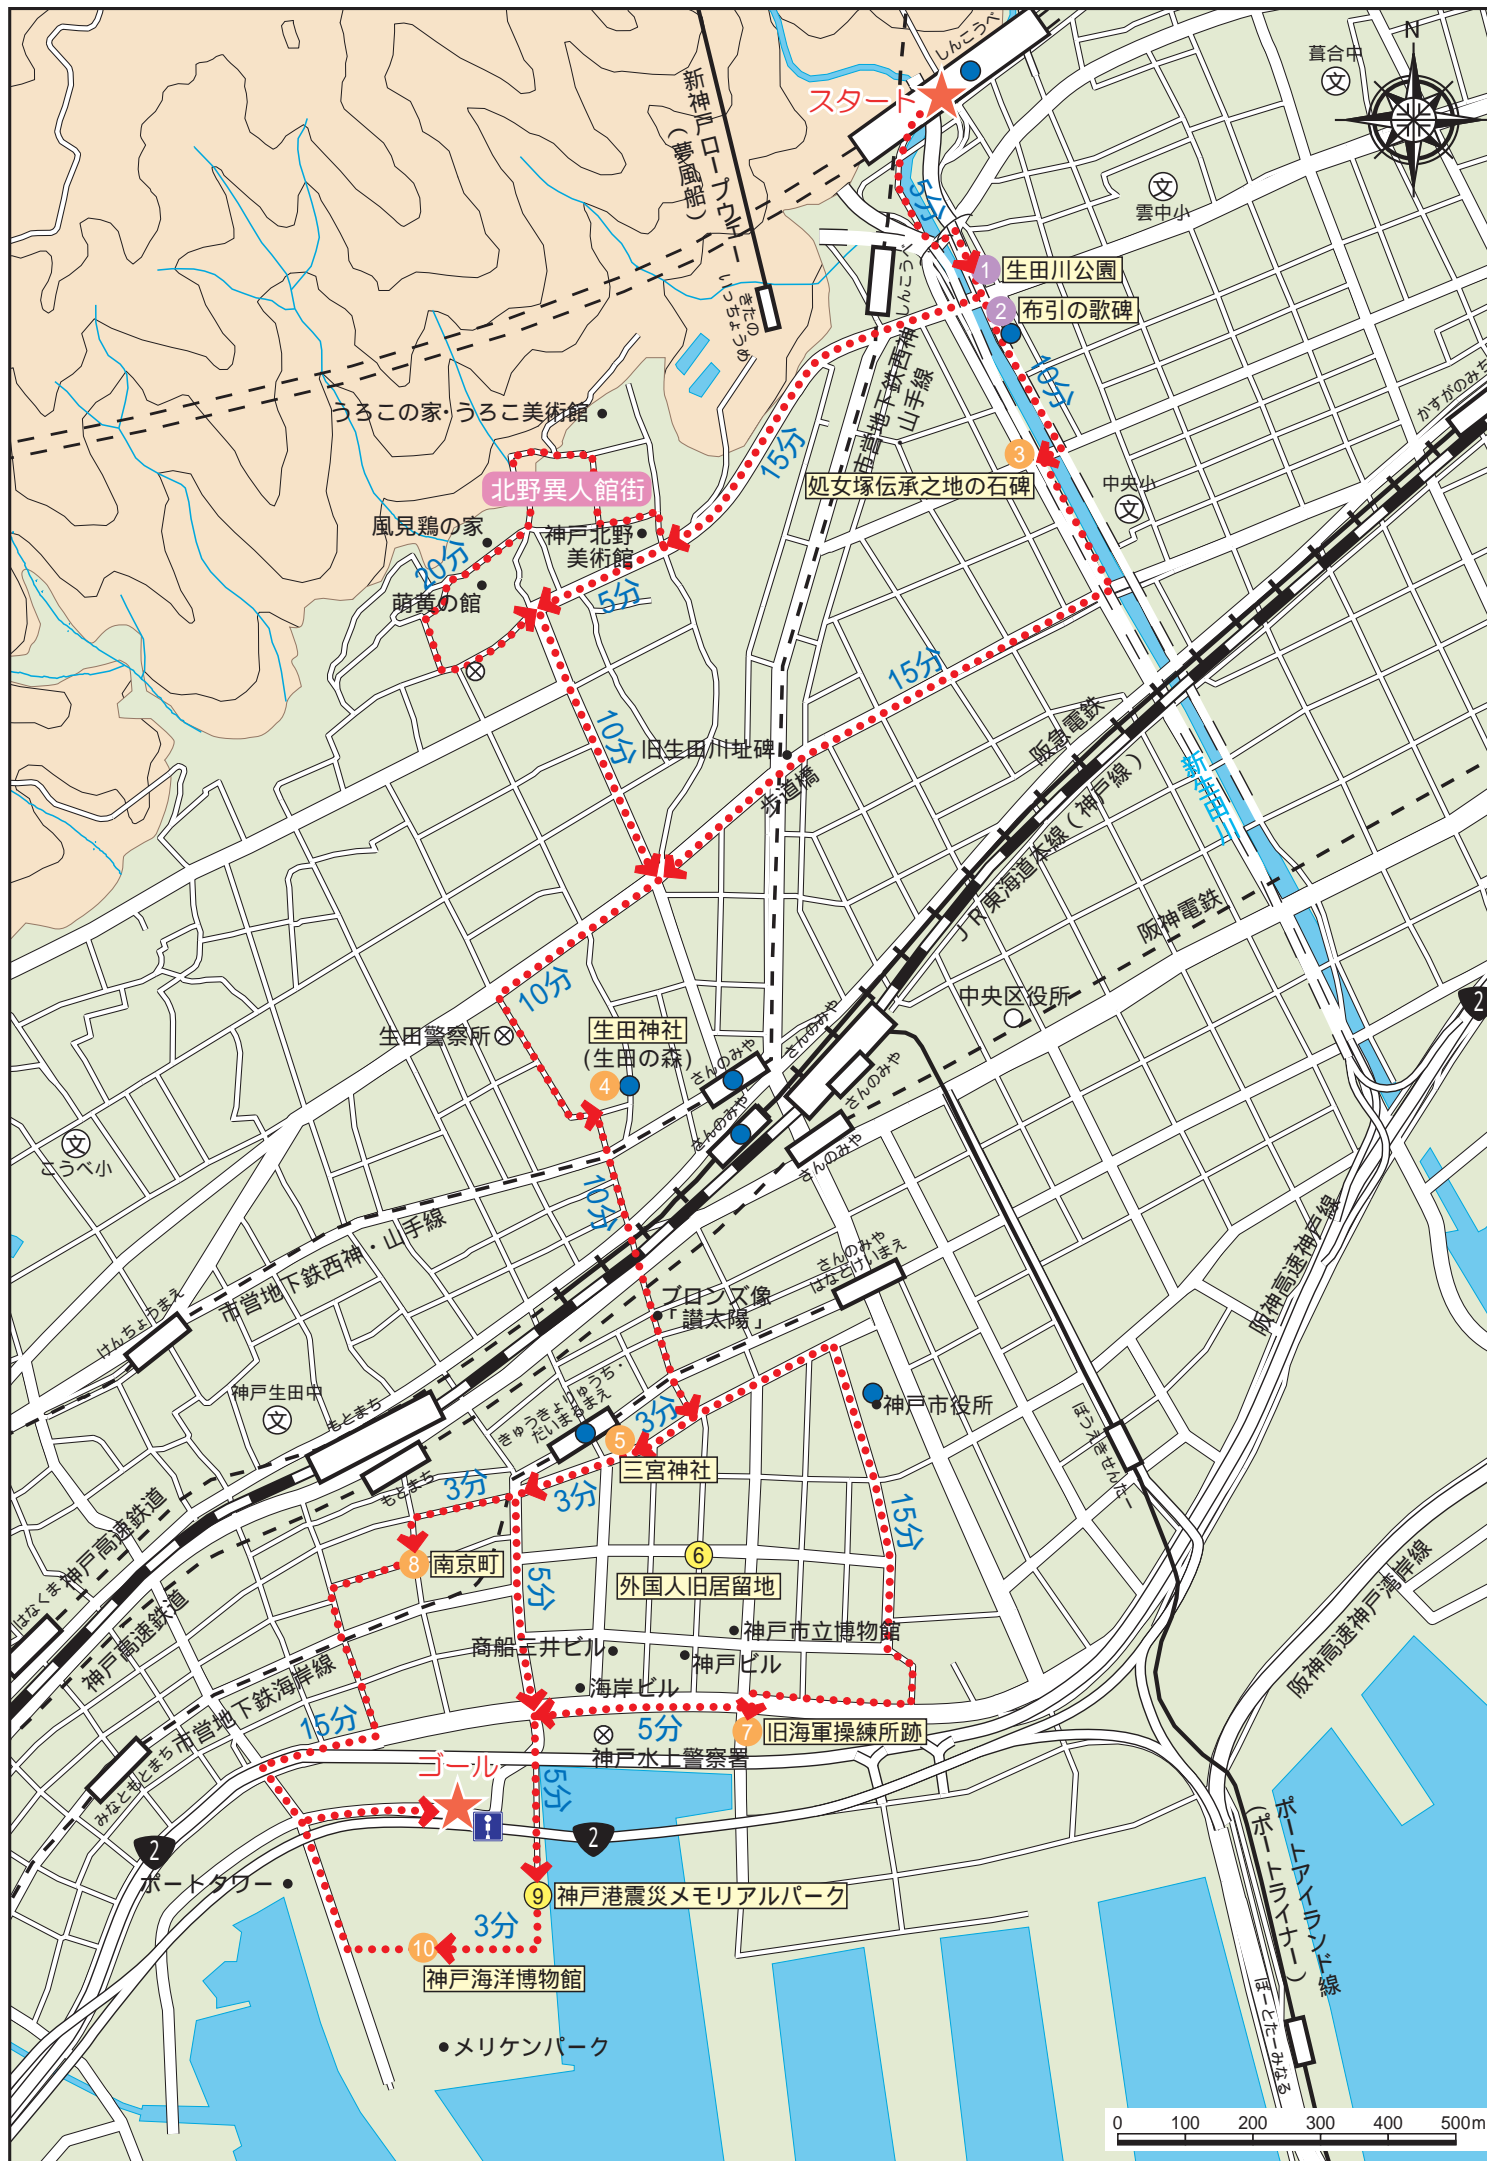 しんこうべ
スタート
N
葺合中
文
新神戸ロープウェー
（夢風船）
5分
文
雲中小
しんこうべ
1
生田川公園
きたの
いっちょうめ
2
布引の歌碑
市営地下鉄西神
・山手線
10分
かすがのみち
うろこの家・うろこ美術館
15分
3
処女塚伝承之地の石碑
中央小
文
北野異人館街
風見鶏の家
神戸北野
美術館
20分
萌黄の館
5分
15分
10分
旧生田川址碑
歩道橋
阪急電鉄
JR東海道本線（神戸線）
新生田川
阪神電鉄
10分
中央区役所
2
生田警察所
生田神社
(生田の森)
4
さんのみや
さんのみや
さんのみや
さんのみや
さんのみや
文
こうべ小
10分
市営地下鉄西神・山手線
けんちょうまえ
さんのみや
はなどけいまえ
阪神高速神戸線
ブロンズ像
「讃太陽」
神戸生田中
文
もとまち
きゅうきょりゅうち・
だいまるまえ
3分
5
三宮神社
神戸市役所
ぼうえきせんたー
もとまち
3分
3分
15分
神戸高速鉄道
はなくま
神戸高速鉄道
8
南京町
5分
6
外国人旧居留地
阪神高速神戸湾岸線
商船三井ビル
神戸市立博物館
神戸ビル
海岸ビル
市営地下鉄海岸線
みなともとまち
15分
5分
7
旧海軍操練所跡
神戸水上警察署
ゴール
5分
2
2
ポートアイランド線
（ポートライナー）
ポートタワー
9
神戸港震災メモリアルパーク
3分
10
神戸海洋博物館
ぽーとたーみなる
メリケンパーク
0 100 200 300 400 500m